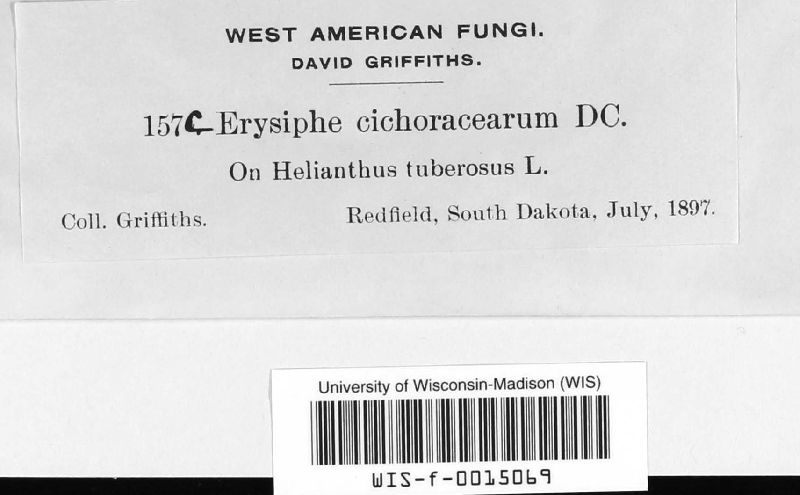 WEST AMERICAN FUNGI.
DAVID GRIFFITHS.
157C Erysiphe cichoracearum DC.
On Helianthus tuberosus L.
Coll. Griffiths. Redfield, South Dakota, July, 1897.
University of Wisconsin-Madison (WIS)
WIS-f-0015069